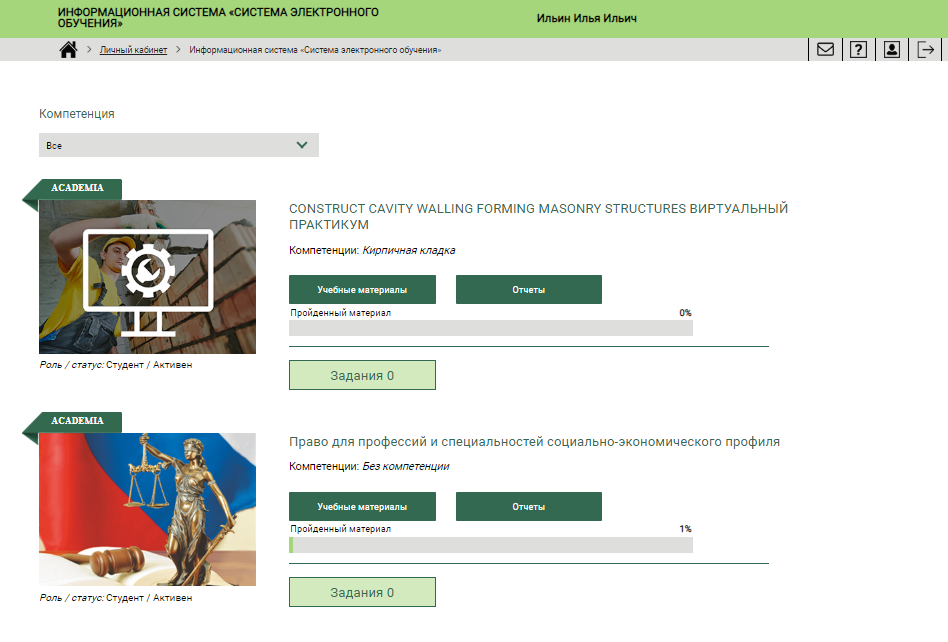 ИНФОРМАЦИОННАЯ СИСТЕМА «СИСТЕМА ЭЛЕКТРОННОГО
ОБУЧЕНИЯ»
Ильин Илья Ильич
Личный кабинет > Информационная система «Система электронного обучения»
Компетенция
Все
ACADEMIA
CONSTRUCT CAVITY WALLING FORMING MASONRY STRUCTURES ВИРТУАЛЬНЫЙ
ПРАКТИКУМ
Компетенции: Кирпичная кладка
Учебные материалы
Отчеты
Пройденный материал 0%
Роль / статус: Студент / Активен
Задания 0
ACADEMIA
Право для профессий и специальностей социально-экономического профиля
Компетенции: Без компетенции
Учебные материалы
Отчеты
Пройденный материал 1%
Роль / статус: Студент / Активен
Задания 0